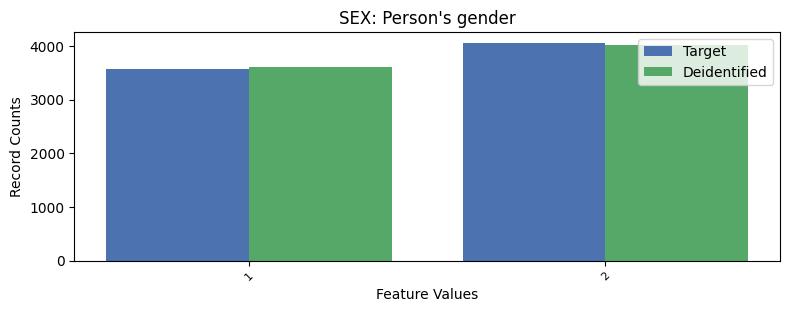 SEX: Person's gender
Target
Deidentified
Record Counts
4000
3000
2000
1000
0
1
2
Feature Values